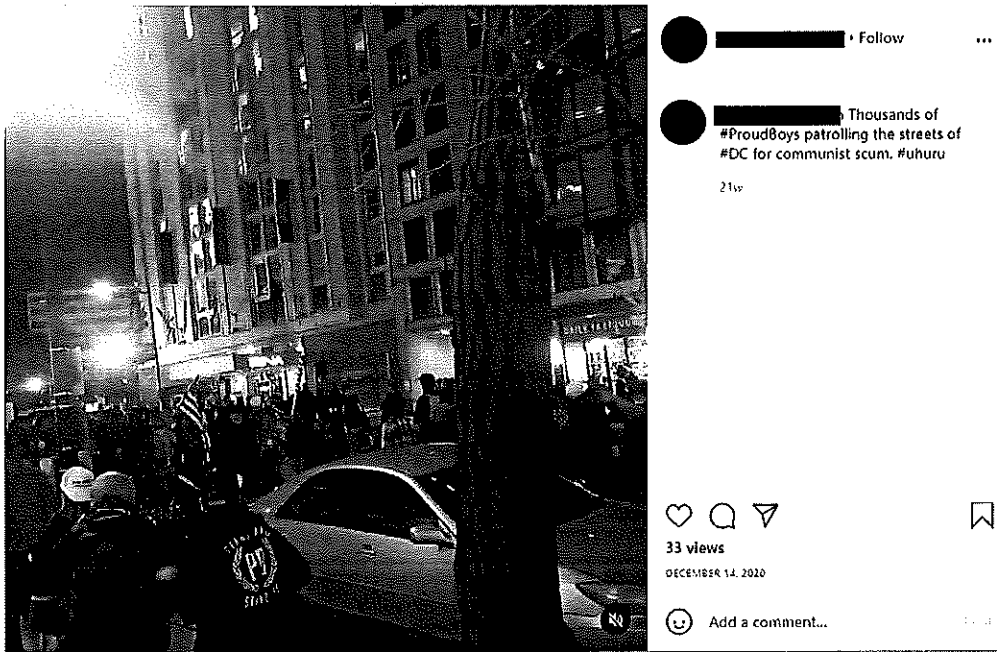 • Follow
Thousands of
#ProudBoys patrolling the streets of
#DC for communist scum. #uhuru
21w
33 views
DECEMBER 14, 2020
Add a comment...
PB